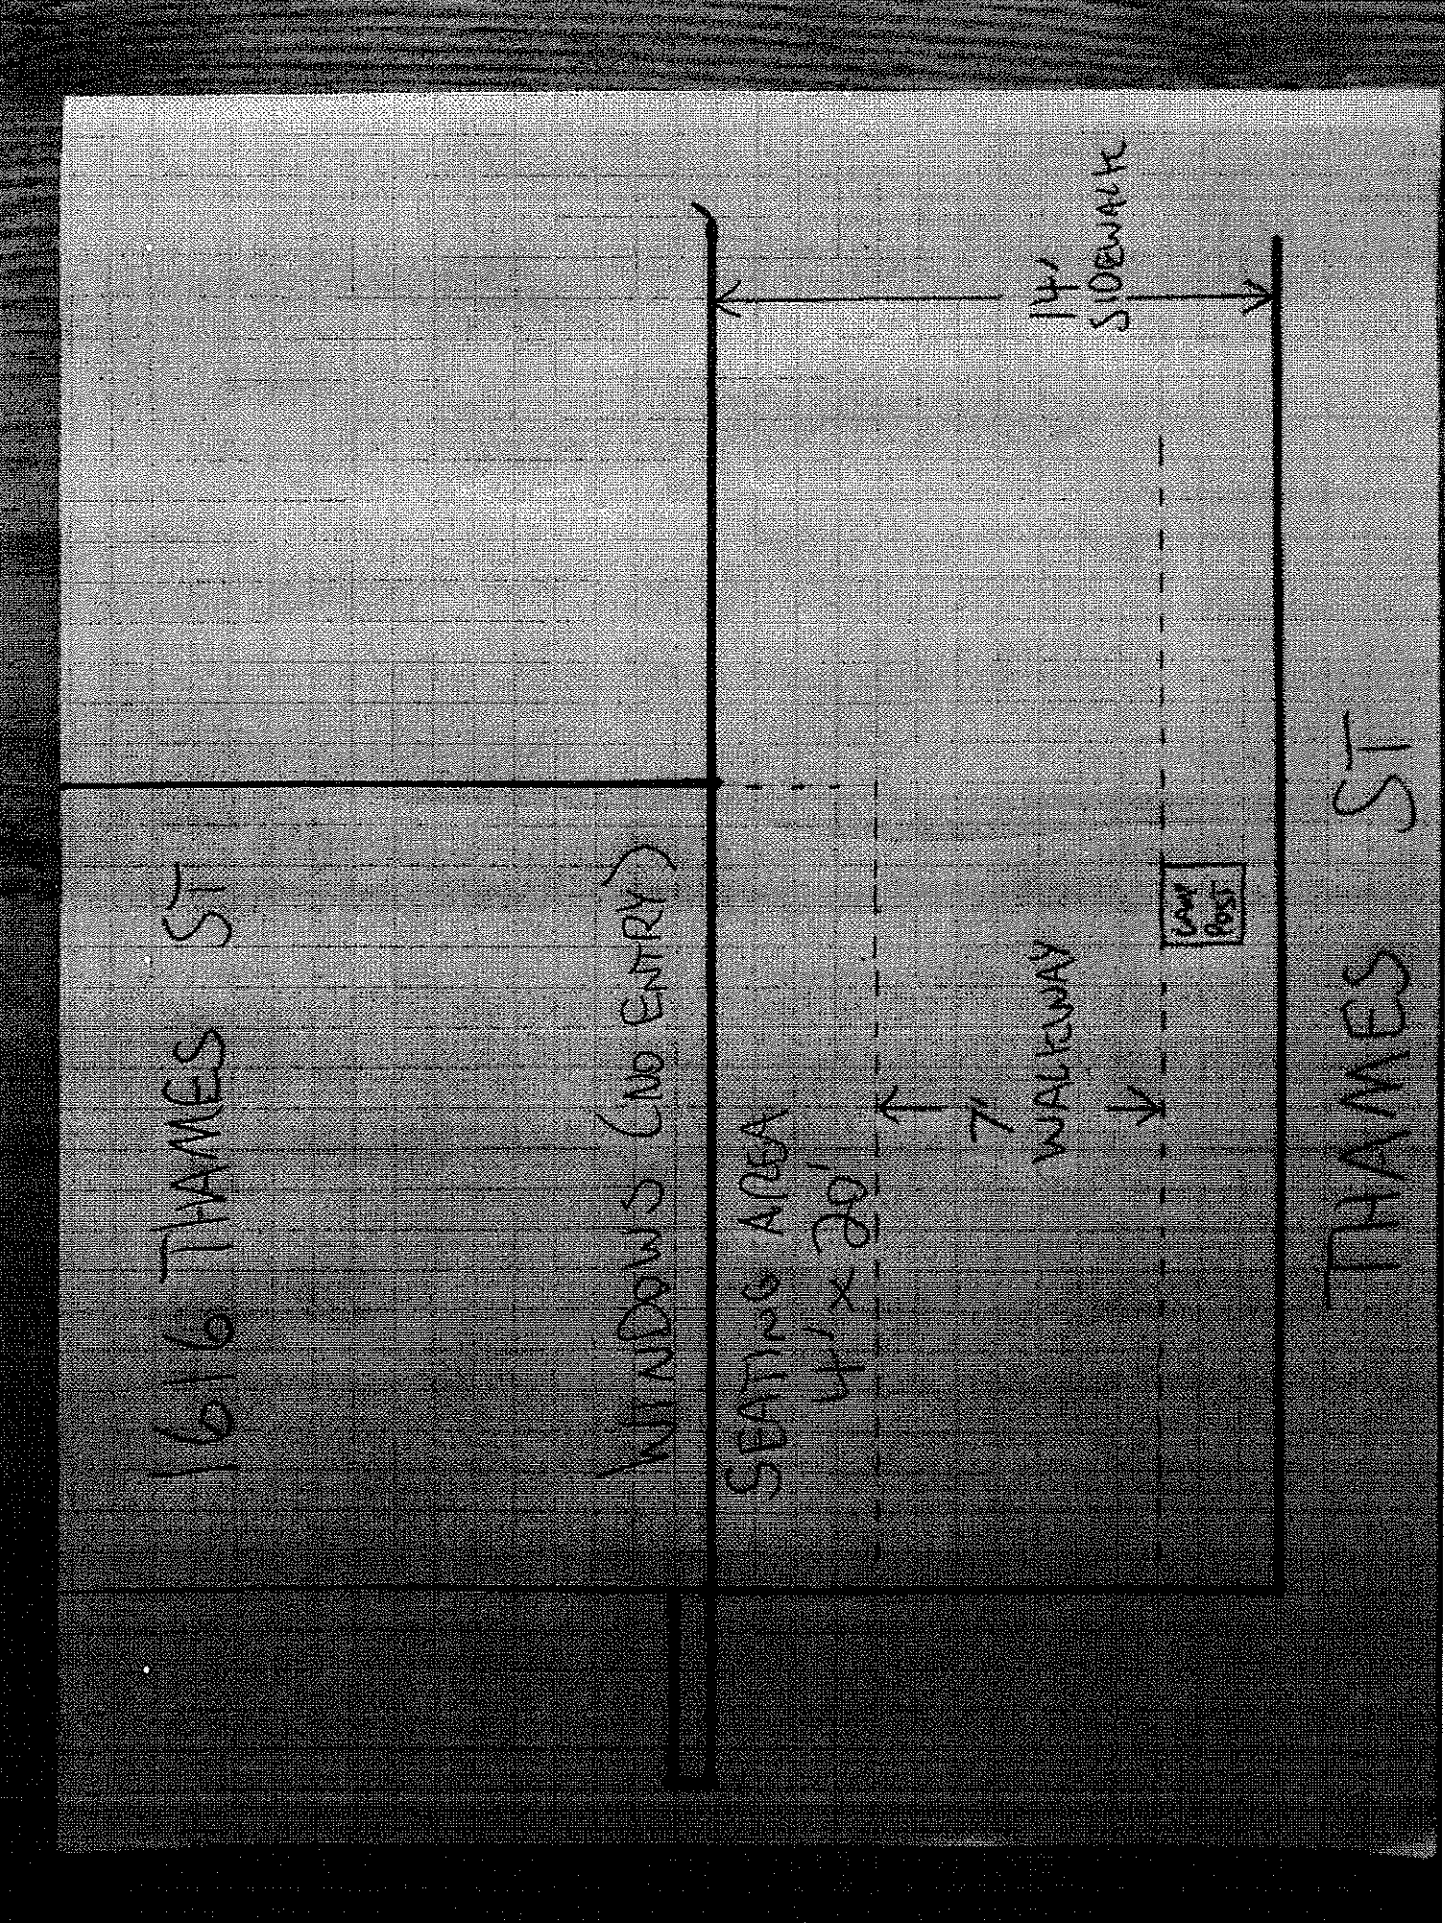 1616 THAMES ST
WINDOWS (NO ENTRY)
SEATING AREA
4' x 20'
7'
WALKWAY
14'
SIDEWALK
LAMP
POST
THAMES ST